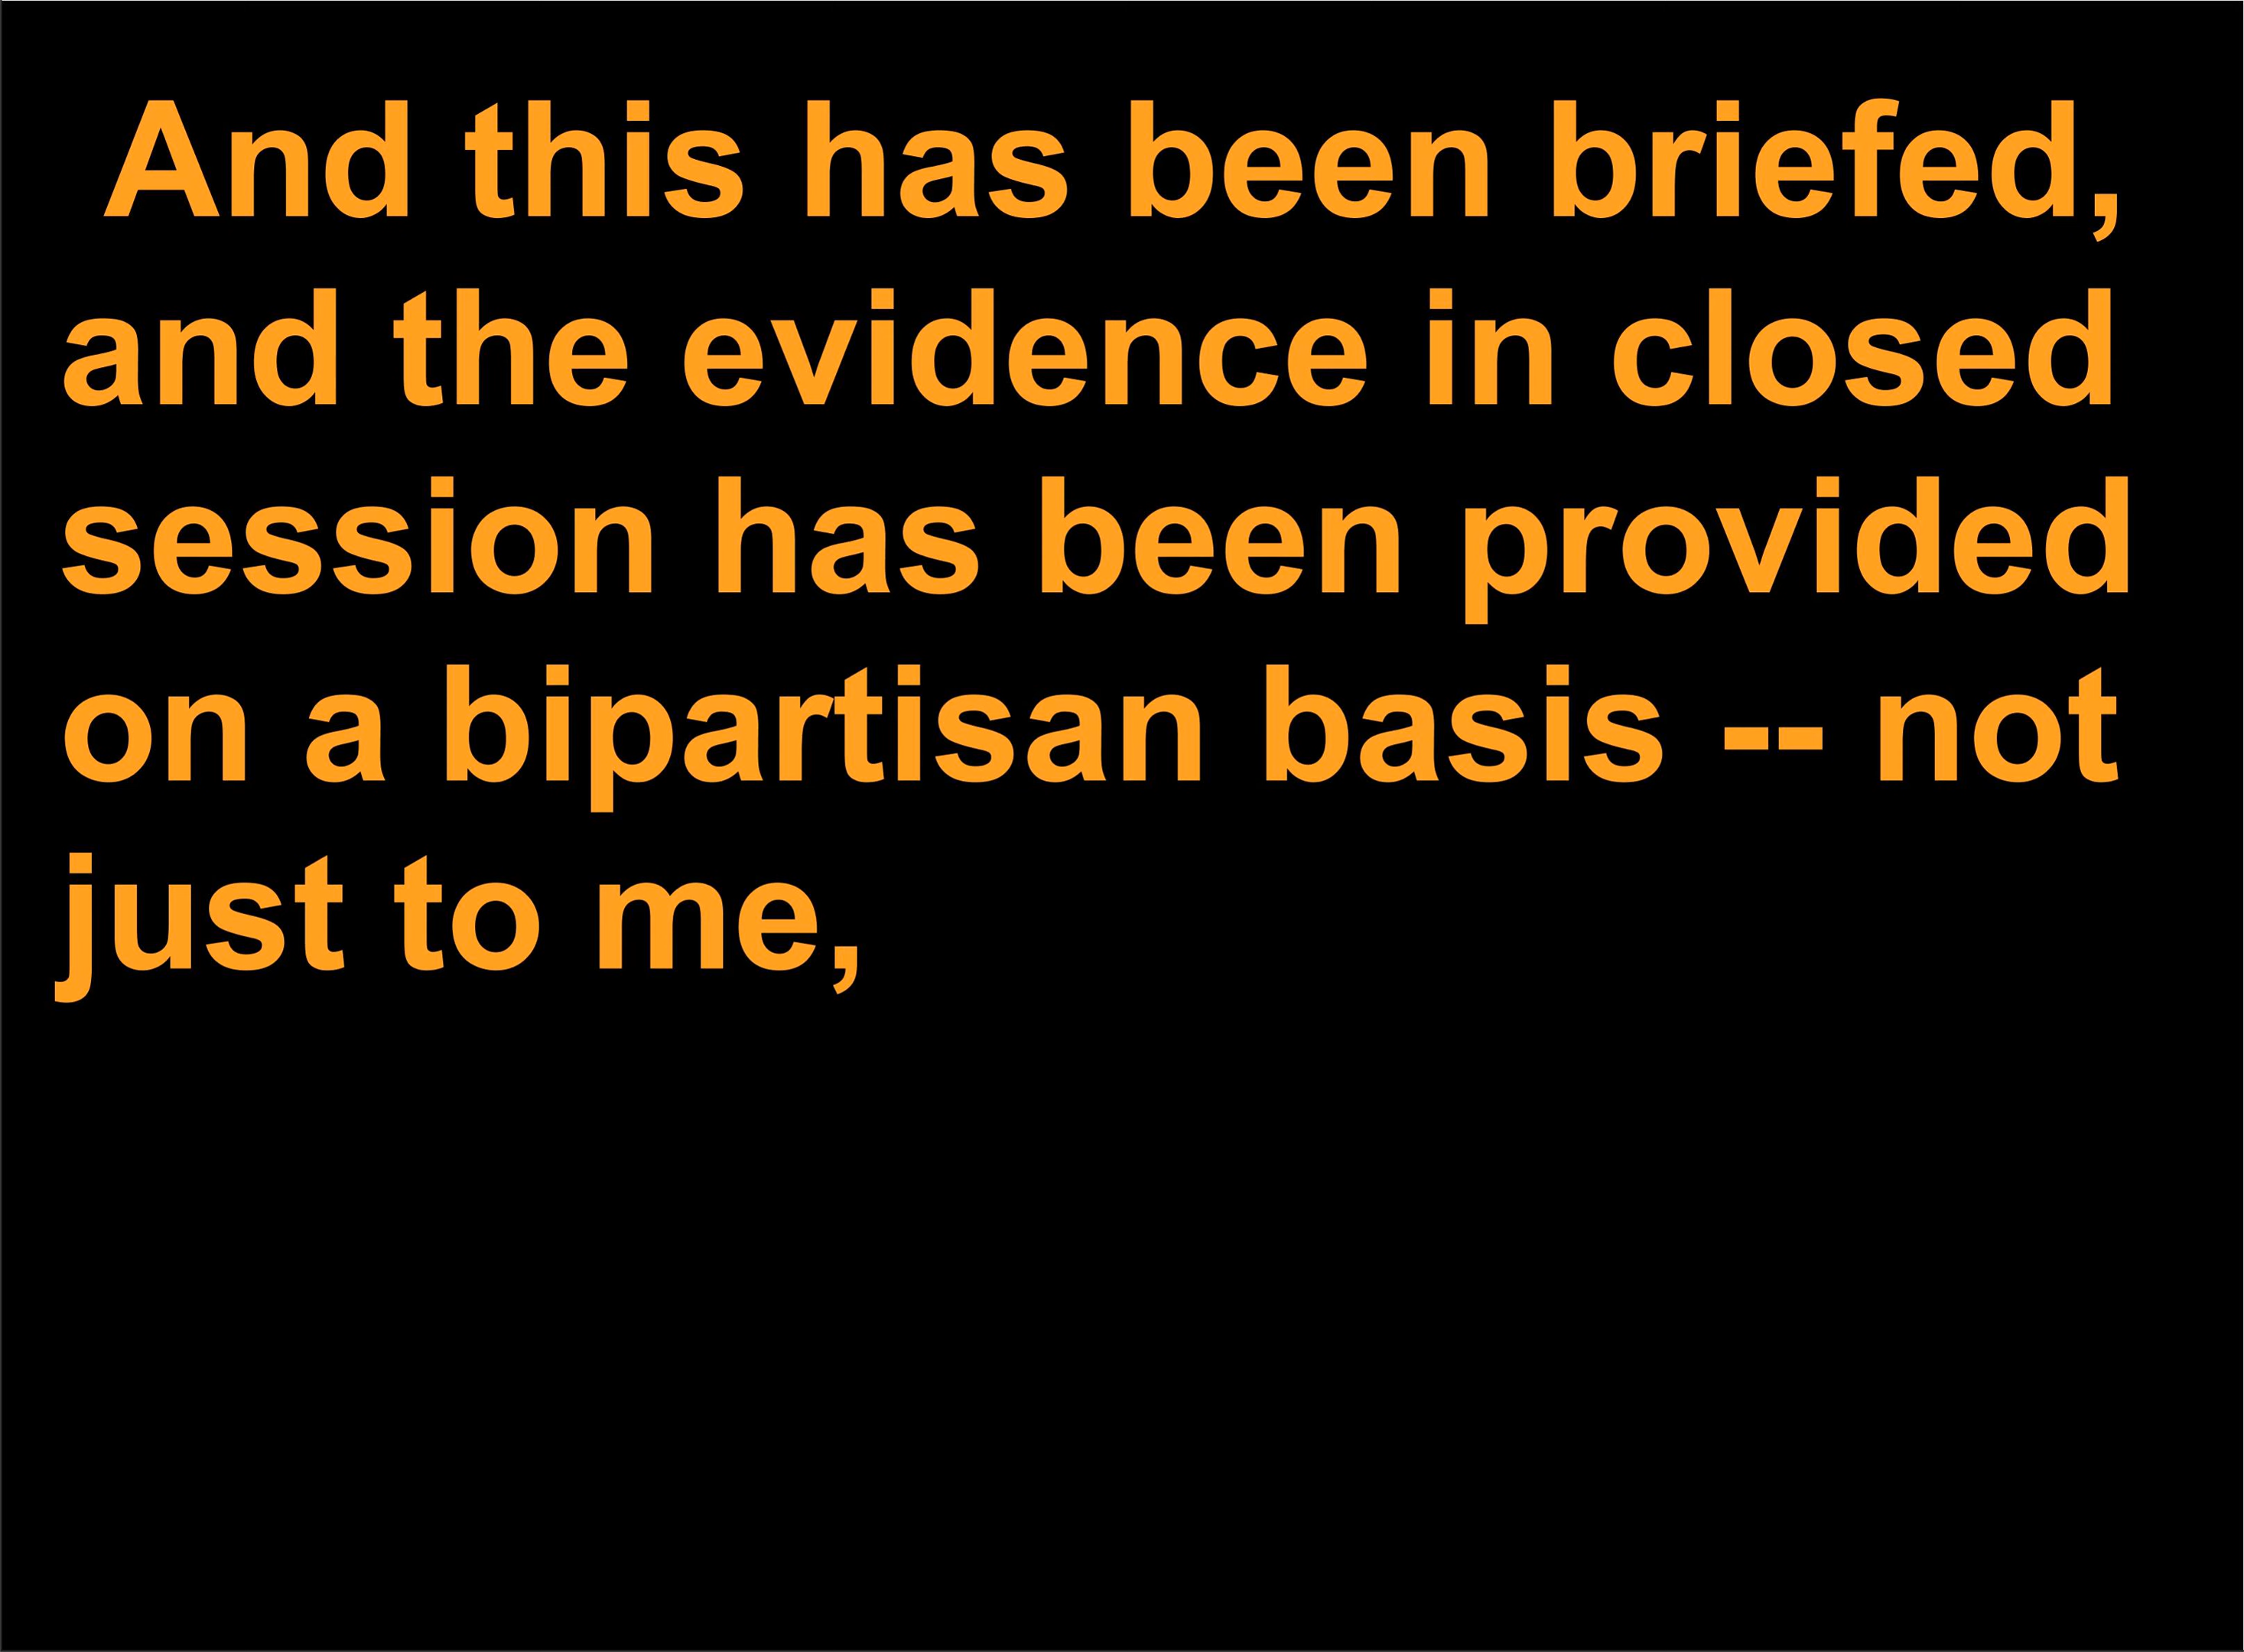 And this has been briefed,
and the evidence in closed
session has been provided
on a bipartisan basis -- not
just to me,